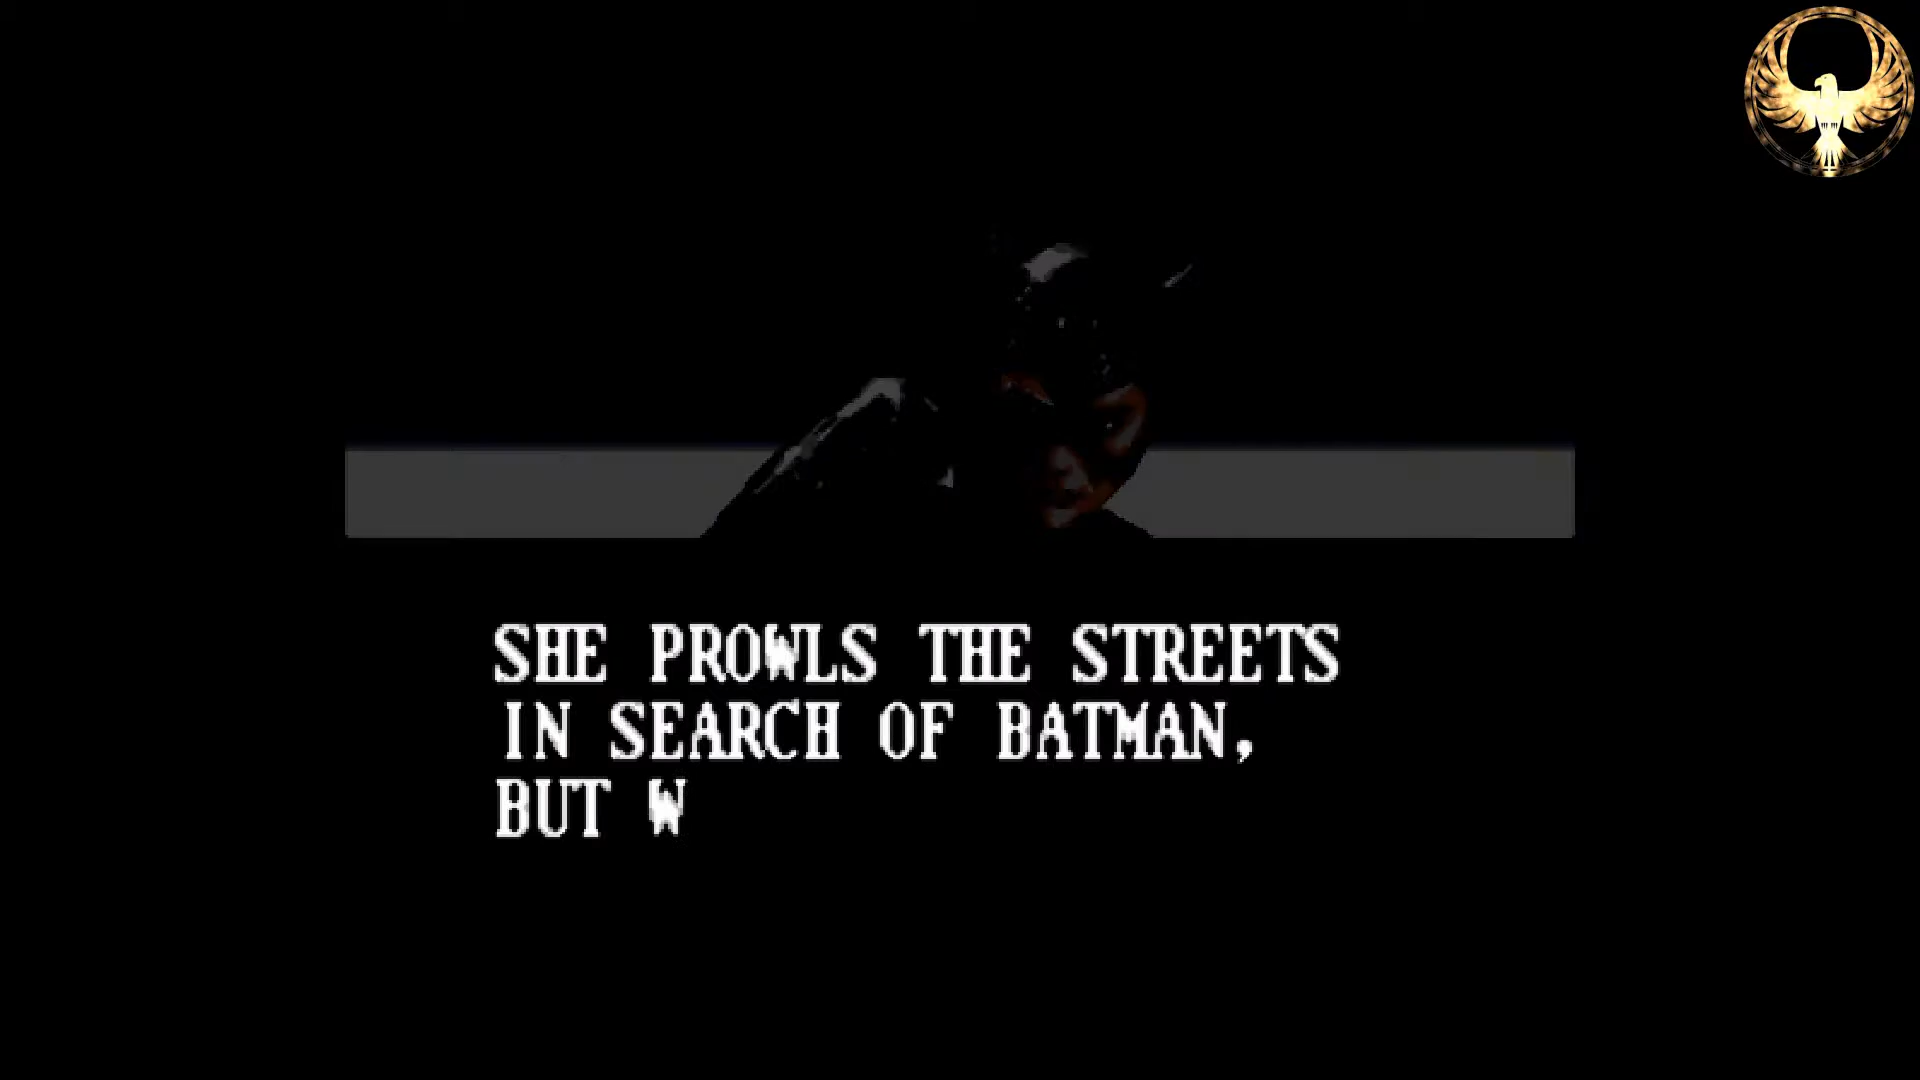 SHE PROWLS THE STREETS
IN SEARCH OF BATMAN,
BUT W